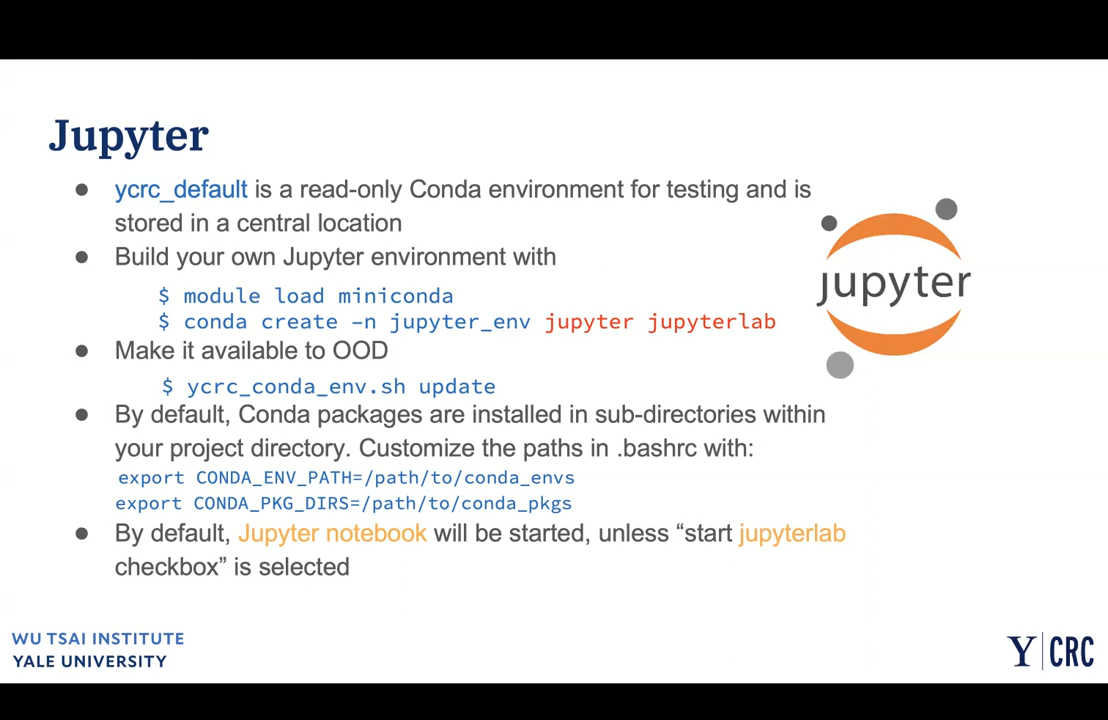 Jupyter
● ycrc_default is a read-only Conda environment for testing and is
stored in a central location
● Build your own Jupyter environment with
$ module load miniconda
$ conda create –n jupyter_env jupyter jupyterlab
● Make it available to OOD
$ ycrc_conda_env.sh update
● By default, Conda packages are installed in sub-directories within
your project directory. Customize the paths in .bashrc with:
export CONDA_ENV_PATH=/path/to/conda_envs
export CONDA_PKG_DIRS=/path/to/conda_pkgs
● By default, Jupyter notebook will be started, unless “start jupyterlab
checkbox” is selected
jupyter
WU TSAI INSTITUTE
YALE UNIVERSITY
Y CRC